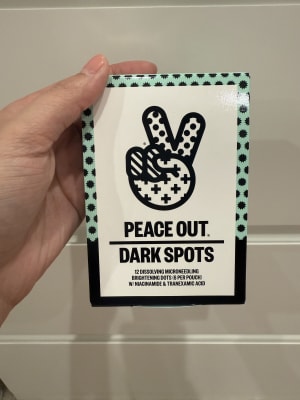 PEACE OUT
DARK SPOTS
12 DISSOLVING MICRONEEDLING
BRIGHTENING DOTS (6 PER POUCH)
W/ NIACINAMIDE & TRANEXAMIC ACID